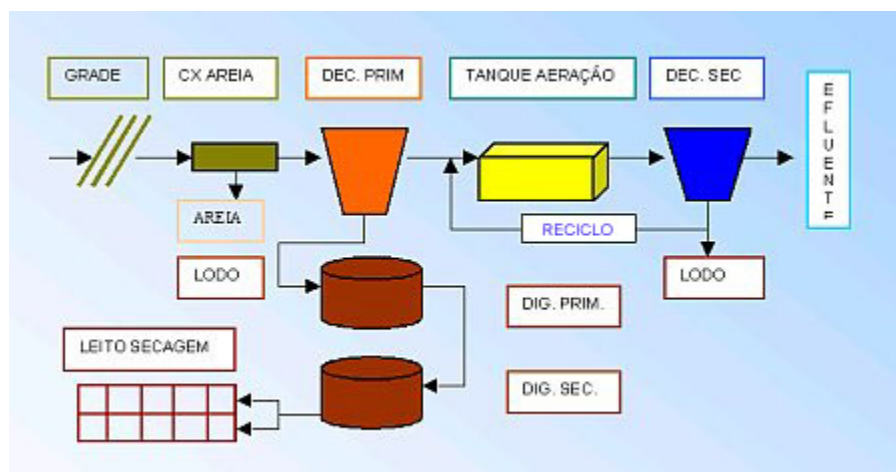 GRADE
CX AREIA
DEC. PRIM
TANQUE AERAÇÃO
DEC. SEC
EFLUENTE
AREIA
RECICLO
LODO
LODO
DIG. PRIM.
LEITO SECAGEM
DIG. SEC.